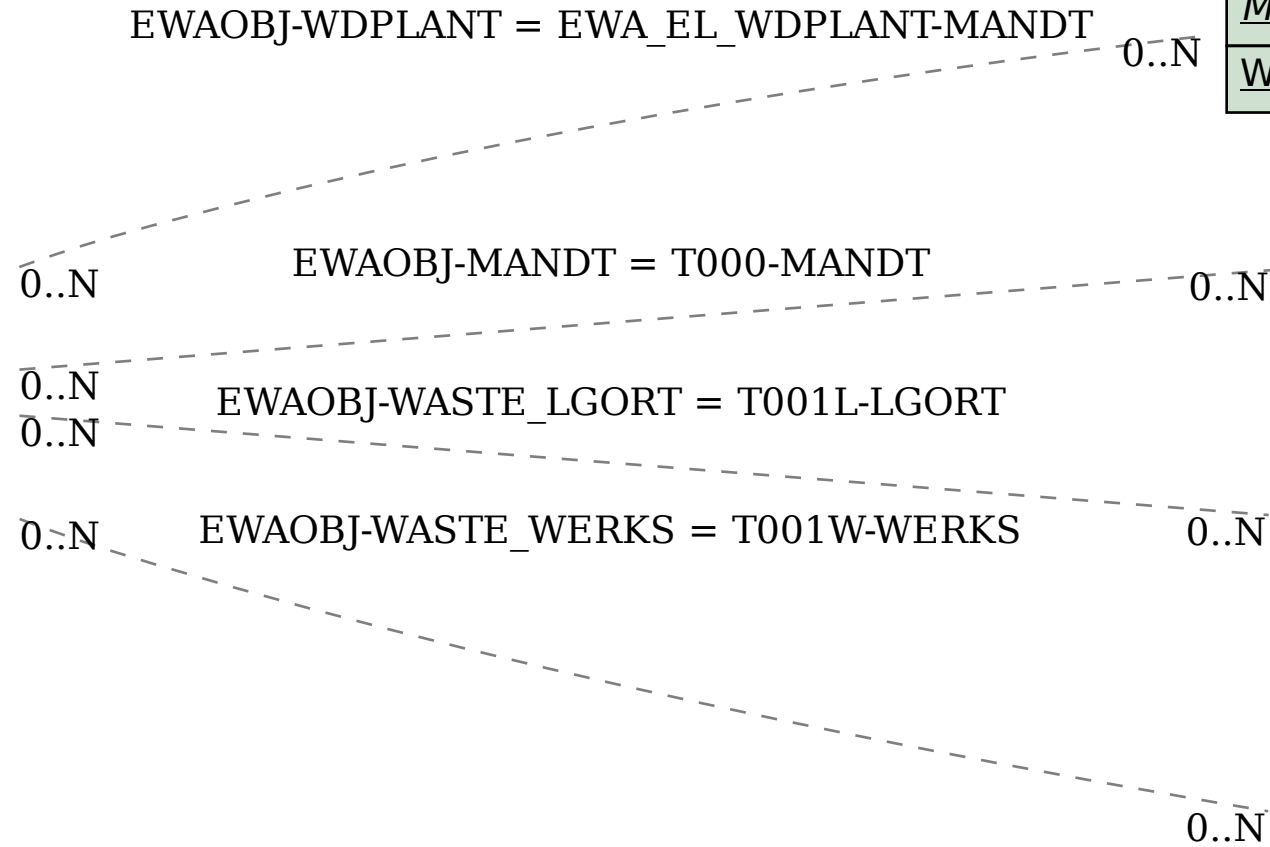 EWAOBJ-WDPLANT = EWA_EL_WDPLANT-MANDT
0..N
0..N
EWAOBJ-MANDT = T000-MANDT
0..N
0..N
EWAOBJ-WASTE_LGORT = T001L-LGORT
0..N
0..N
EWAOBJ-WASTE_WERKS = T001W-WERKS
0..N
0..N